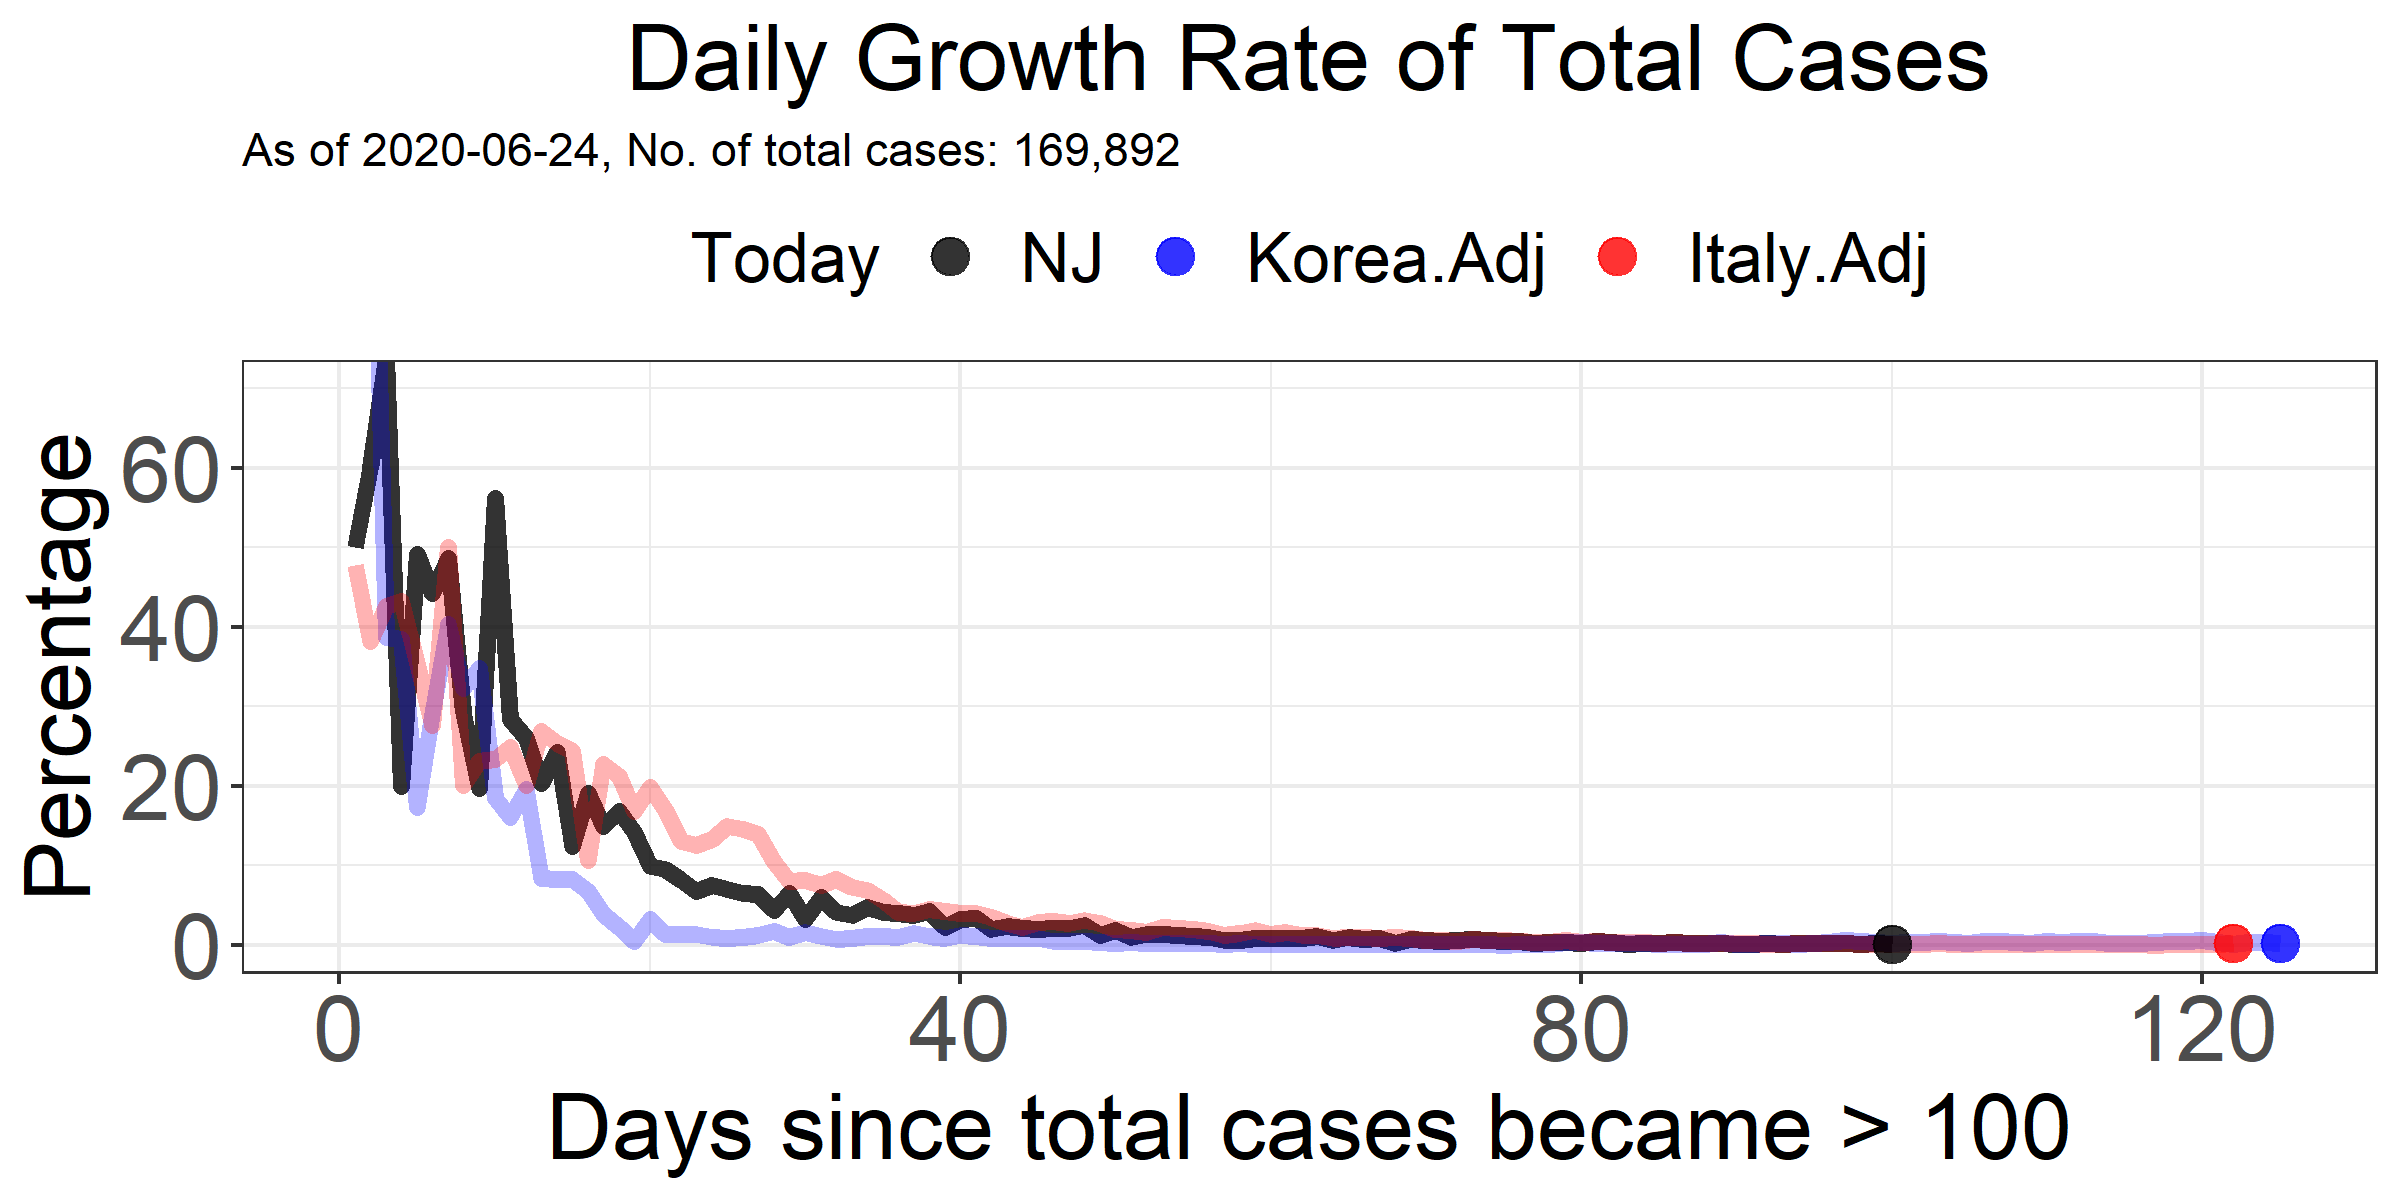 Daily Growth Rate of Total Cases
As of 2020-06-24, No. of total cases: 169,892
Today NJ Korea.Adj Italy.Adj
Percentage
60
40
20
0
0 40 80 120
Days since total cases became > 100